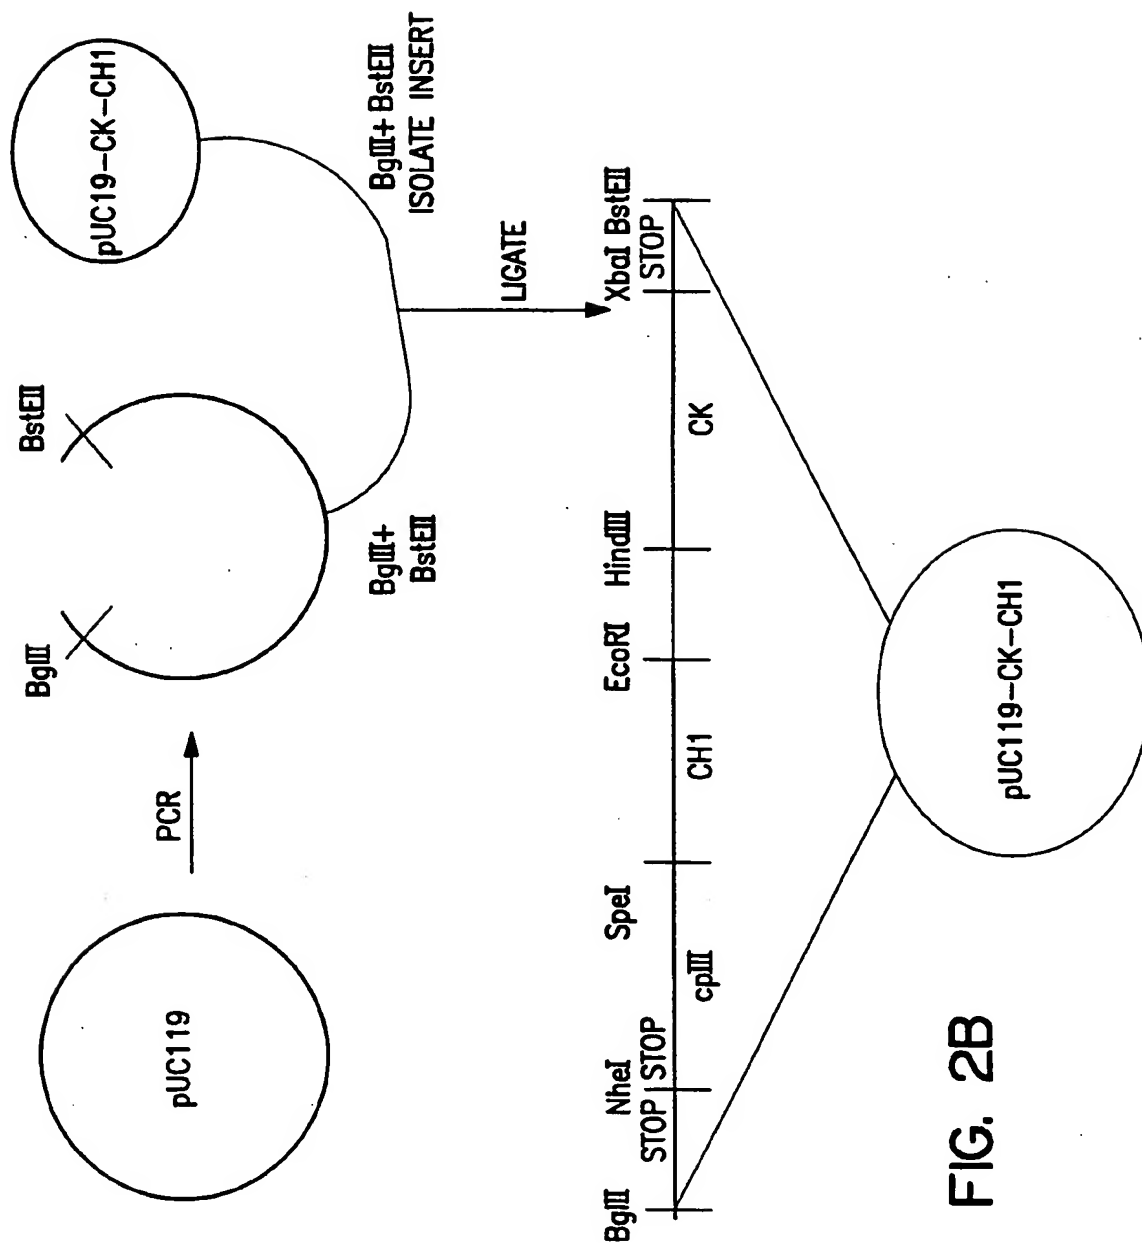 BglII
BstEII
pUC19-CK-CH1
PCR
pUC119
BglII+
BstEII
BglII+BstEII
ISOLATE INSERT
LIGATE
BglII NheI SpeI EcoRI HindIII XbaI BstEII
STOP STOP STOP
cpIII CH1 CK
pUC119-CK-CH1
FIG. 2B